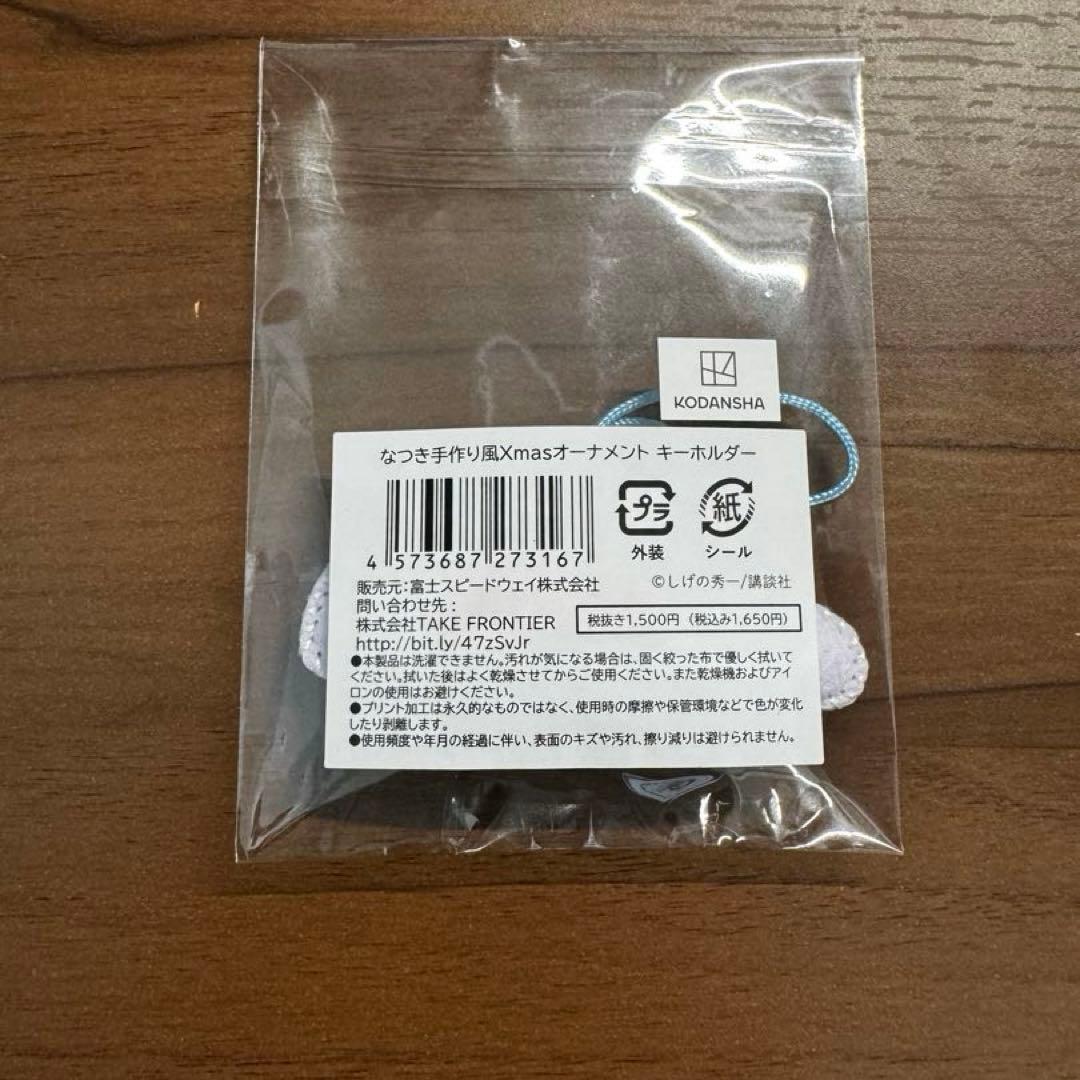 KODANSHA
なつき手作り風Xmasオーナメント キーホルダー
プラ
外装
紙
シール
4 573687 273167
販売元:富士スピードウェイ株式会社
©しげの秀一/講談社
問い合わせ先:
株式会社TAKE FRONTIER
税抜き1,500円(税込み1,650円)
http://bit.ly/47zSvJr
●本製品は洗濯できません。汚れが気になる場合は、固く絞った布で優しく拭いて
ください。拭いた後はよく乾燥させてからご使用ください。また乾燥機およびアイ
ロンの使用はお避けください。
●プリント加工は永久的なものではなく、使用時の摩擦や保管環境などで色が変化
したり剥離します。
●使用頻度や年月の経過に伴い、表面のキズや汚れ、擦り減りは避けられません。